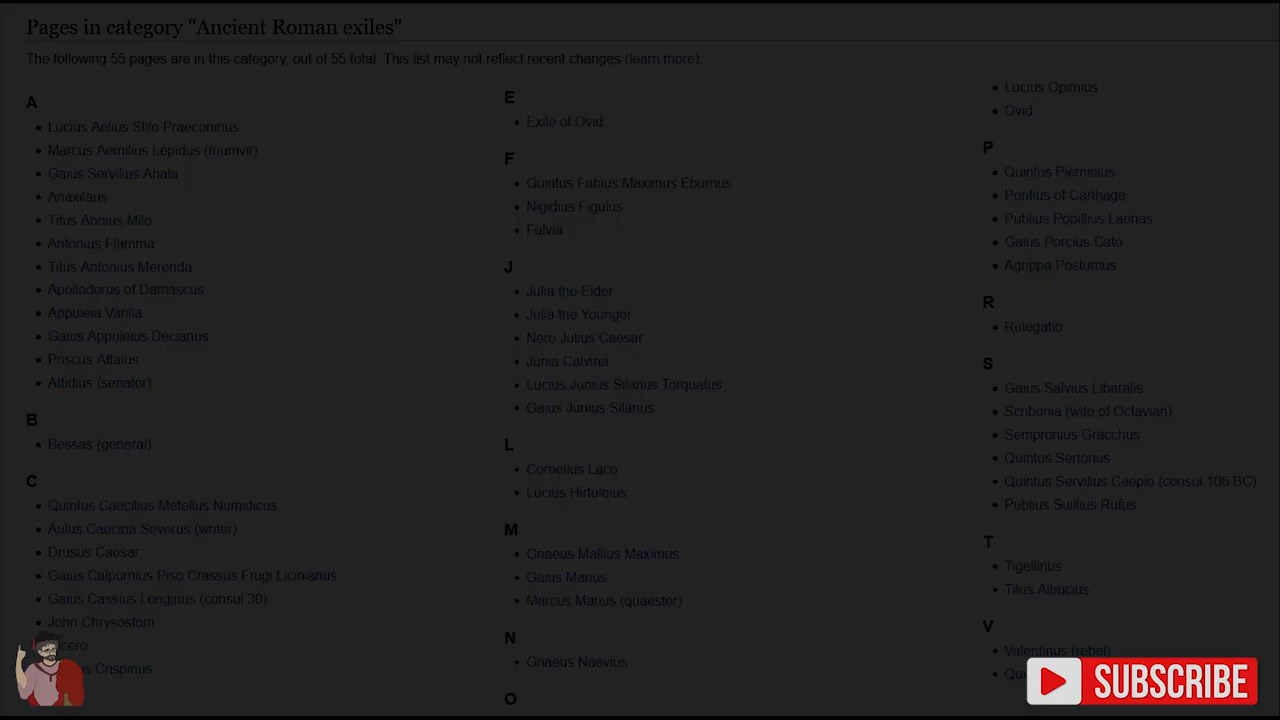 Pages in category "Ancient Roman exiles"
The following 55 pages are in this category, out of 55 total. This list may not reflect recent changes (learn more).
A
Lucius Aelius Stilo Praeconinus
Marcus Aemilius Lepidus (triumvir)
Gaius Servilius Ahala
Anaxilaus
Titus Annius Milo
Antonius Flamma
Titus Antonius Merenda
Apollodorus of Damascus
Appuleia Varilla
Gaius Appuleius Decianus
Priscus Attalus
Attidius (senator)
B
Bessas (general)
C
Quintus Caecilius Metellus Numidicus
Aulus Caecina Severus (writer)
Drusus Caesar
Gaius Calpurnius Piso Crassus Frugi Licinianus
Gaius Cassius Longinus (consul 30)
John Chrysostom
Crispinus
E
Exile of Ovid
F
Quintus Fabius Maximus Eburnus
Nigidius Figulus
Fulvia
J
Julia the Elder
Julia the Younger
Nero Julius Caesar
Junia Calvina
Lucius Junius Silanus Torquatus
Gaius Junius Silanus
L
Cornelius Laco
Lucius Hirtuleius
M
Gnaeus Mallius Maximus
Gaius Marius
Marcus Marius (quaestor)
N
Gnaeus Naevius
O
Lucius Opimius
Ovid
P
Quintus Pleminius
Pontius of Carthage
Publius Popillius Laenas
Gaius Porcius Cato
Agrippa Postumus
R
Relegatio
S
Gaius Salvius Liberalis
Scribonia (wife of Octavian)
Sempronius Gracchus
Quintus Sertorius
Quintus Servilius Caepio (consul 106 BC)
Publius Suillius Rufus
T
Tigellinus
Titus Albucius
V
Valentinus (rebel)
SUBSCRIBE